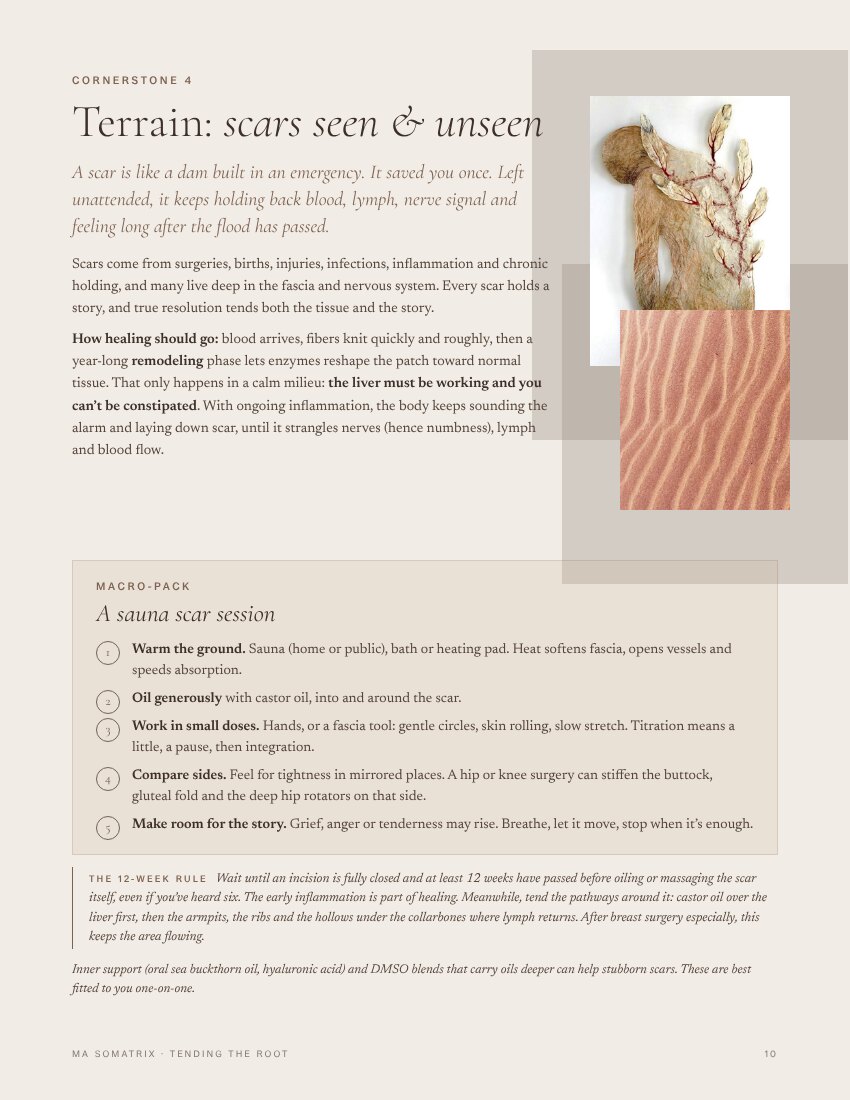 CORNERSTONE 4
Terrain: scars seen & unseen
A scar is like a dam built in an emergency. It saved you once. Left
unattended, it keeps holding back blood, lymph, nerve signal and
feeling long after the flood has passed.
Scars come from surgeries, births, injuries, infections, inflammation and chronic
holding, and many live deep in the fascia and nervous system. Every scar holds a
story, and true resolution tends both the tissue and the story.
How healing should go: blood arrives, fibers knit quickly and roughly, then a
year-long remodeling phase lets enzymes reshape the patch toward normal
tissue. That only happens in a calm milieu: the liver must be working and you
can’t be constipated. With ongoing inflammation, the body keeps sounding the
alarm and laying down scar, until it strangles nerves (hence numbness), lymph
and blood flow.
MACRO-PACK
A sauna scar session
1 Warm the ground. Sauna (home or public), bath or heating pad. Heat softens fascia, opens vessels and
speeds absorption.
2 Oil generously with castor oil, into and around the scar.
3 Work in small doses. Hands, or a fascia tool: gentle circles, skin rolling, slow stretch. Titration means a
little, a pause, then integration.
4 Compare sides. Feel for tightness in mirrored places. A hip or knee surgery can stiffen the buttock,
gluteal fold and the deep hip rotators on that side.
5 Make room for the story. Grief, anger or tenderness may rise. Breathe, let it move, stop when it’s enough.
THE 12-WEEK RULE Wait until an incision is fully closed and at least 12 weeks have passed before oiling or massaging the scar
itself, even if you’ve heard six. The early inflammation is part of healing. Meanwhile, tend the pathways around it: castor oil over the
liver first, then the armpits, the ribs and the hollows under the collarbones where lymph returns. After breast surgery especially, this
keeps the area flowing.
Inner support (oral sea buckthorn oil, hyaluronic acid) and DMSO blends that carry oils deeper can help stubborn scars. These are best
fitted to you one-on-one.
MA SOMATRIX · TENDING THE ROOT
10